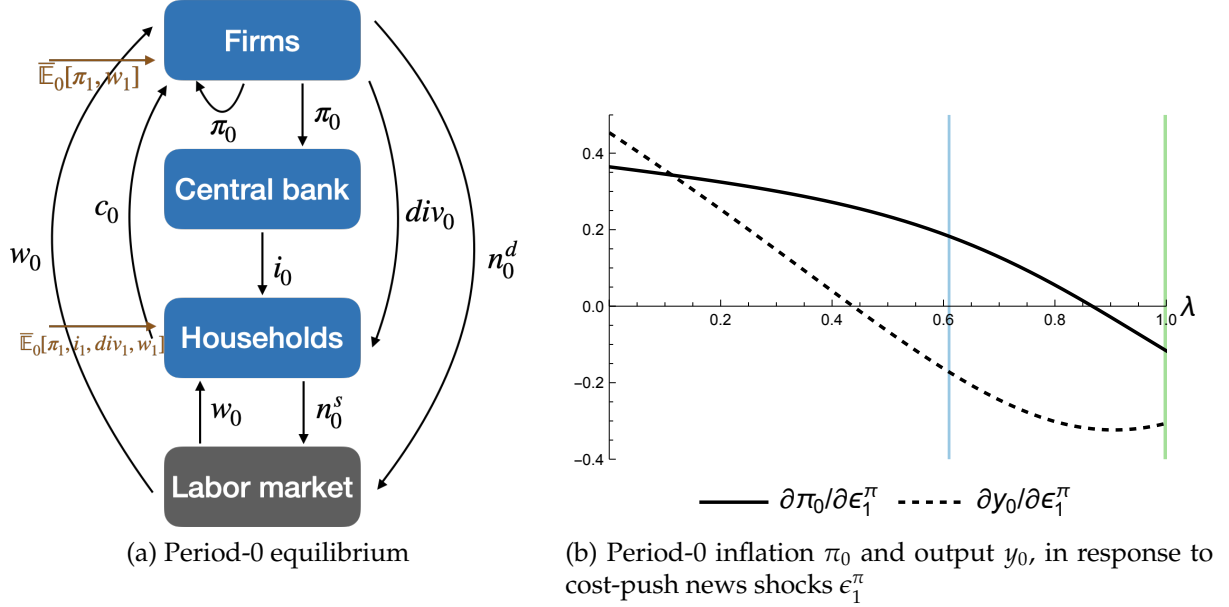 Firms
𝔼̅₀[π₁, w₁]
π₀
π₀
Central bank
c₀
div₀
w₀
n₀ᵈ
i₀
Households
𝔼̅₀[π₁, i₁, div₁, w₁]
w₀
n₀ˢ
Labor market
(a) Period-0 equilibrium
0.4
0.2
0.0
-0.2
-0.4
0.2
0.4
0.6
0.8
1.0
λ
∂π₀/∂ϵ₁^π
∂y₀/∂ϵ₁^π
(b) Period-0 inflation π₀ and output y₀, in response to
cost-push news shocks ϵ₁^π